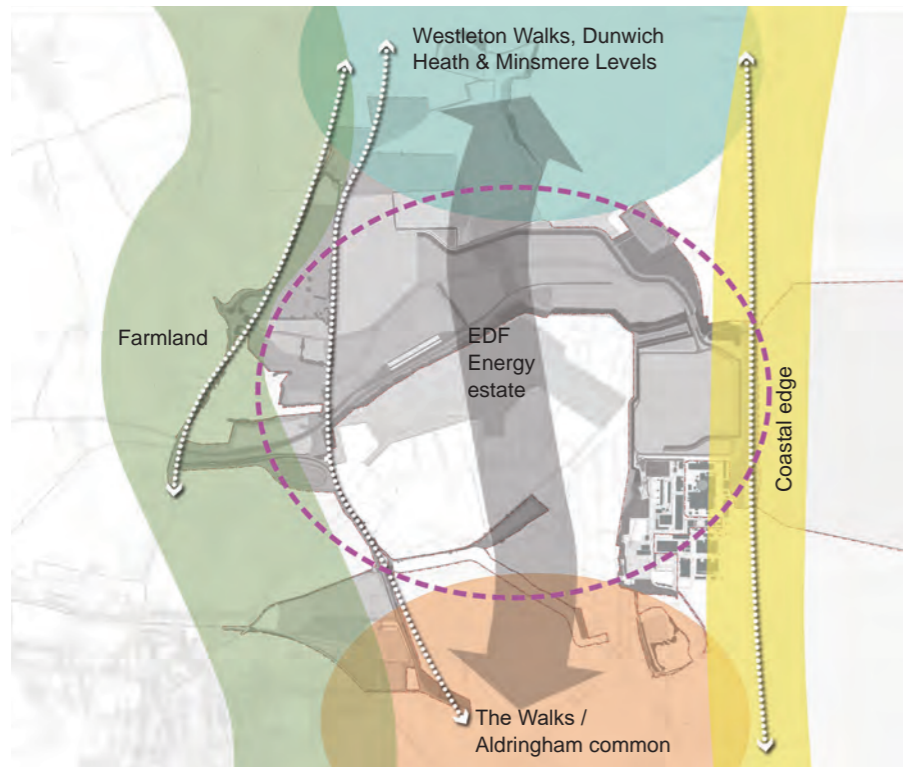 Westleton Walks, Dunwich
Heath & Minsmere Levels
Farmland
EDF
Energy
estate
Coastal edge
The Walks /
Aldringham common